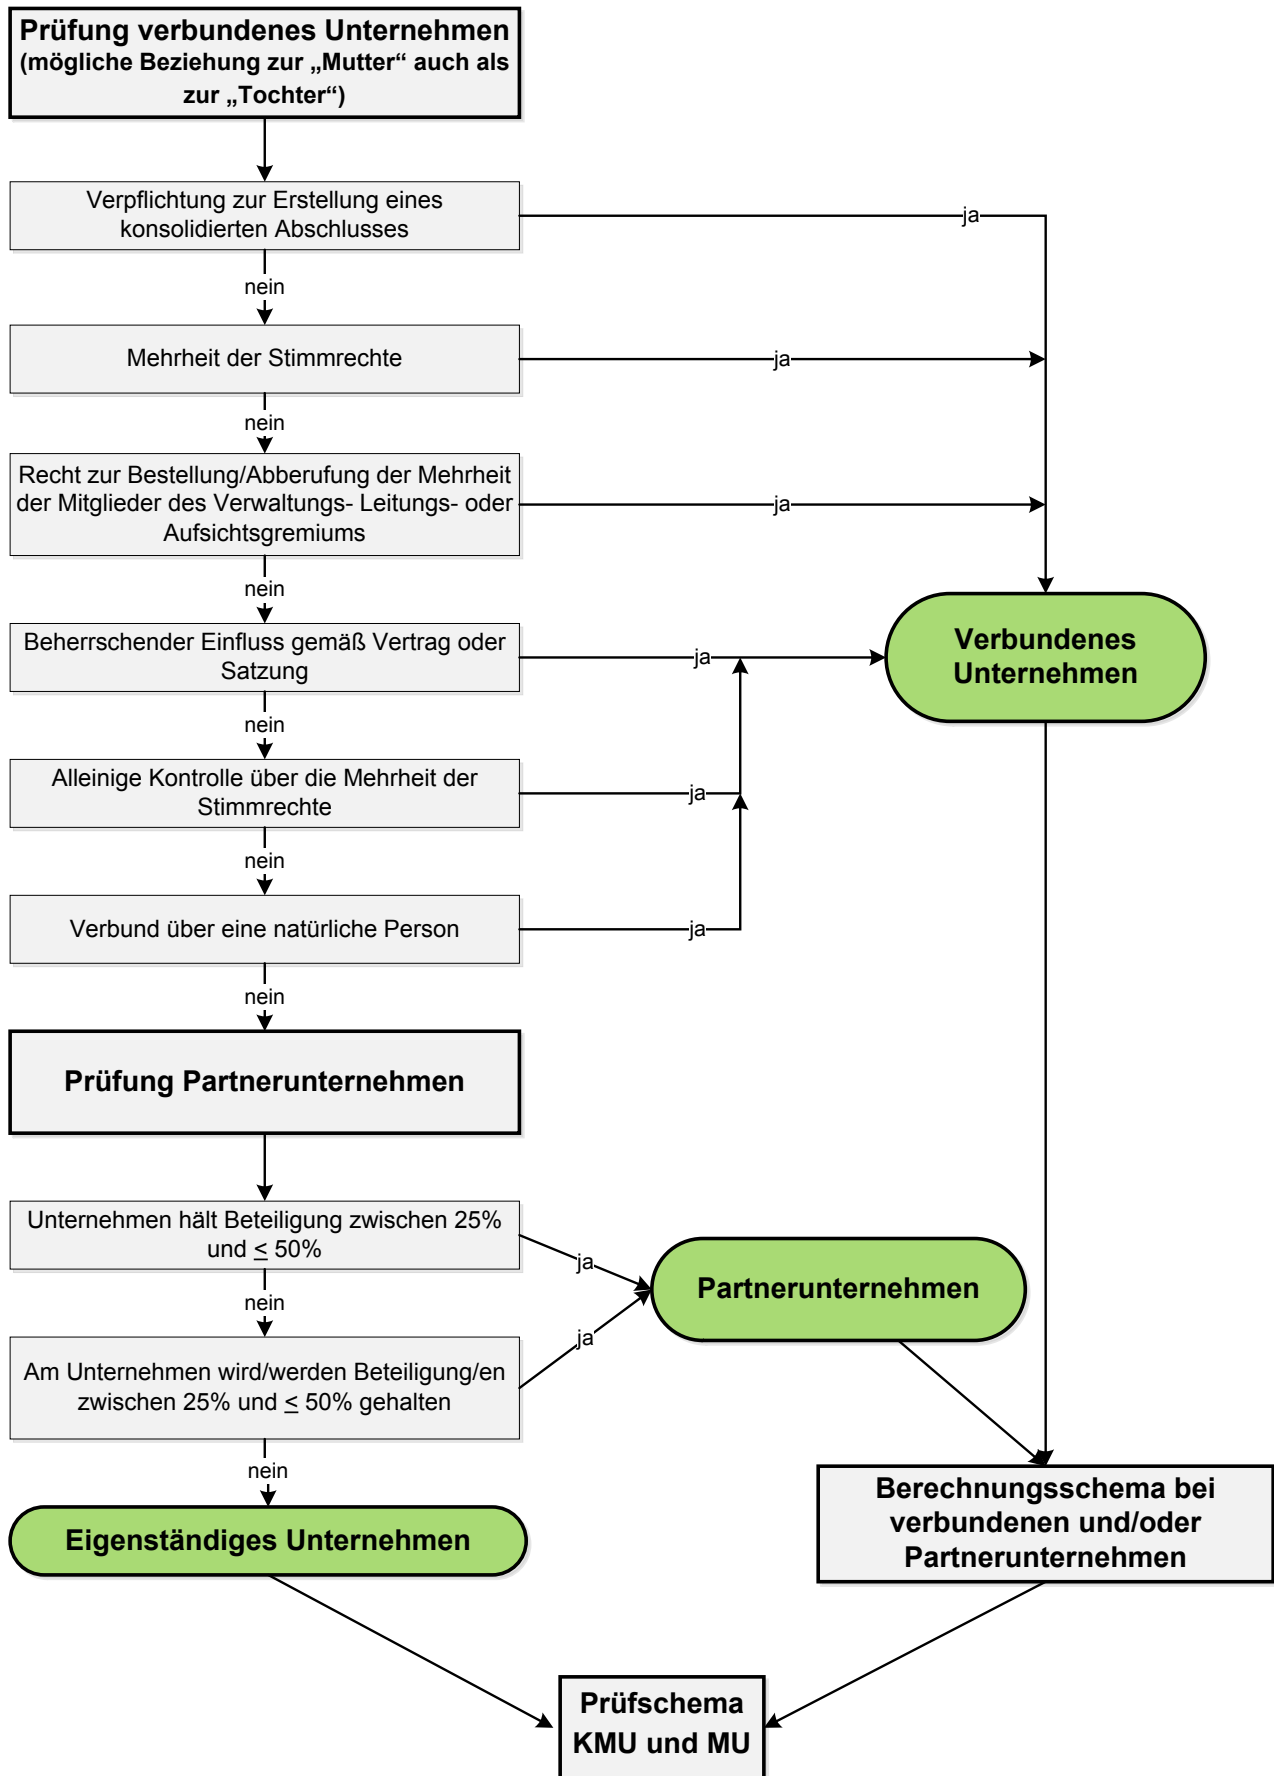 Prüfung verbundenes Unternehmen
(mögliche Beziehung zur „Mutter“ auch als
zur „Tochter“)
Verpflichtung zur Erstellung eines
konsolidierten Abschlusses
ja
nein
Mehrheit der Stimmrechte
ja
nein
Recht zur Bestellung/Abberufung der Mehrheit
der Mitglieder des Verwaltungs- Leitungs- oder
Aufsichtsgremiums
ja
nein
Beherrschender Einfluss gemäß Vertrag oder
Satzung
ja
Verbundenes
Unternehmen
nein
Alleinige Kontrolle über die Mehrheit der
Stimmrechte
ja
nein
Verbund über eine natürliche Person
ja
nein
Prüfung Partnerunternehmen
Unternehmen hält Beteiligung zwischen 25%
und ≤ 50%
ja
Partnerunternehmen
nein
Am Unternehmen wird/werden Beteiligung/en
zwischen 25% und ≤ 50% gehalten
ja
nein
Eigenständiges Unternehmen
Berechnungsschema bei
verbundenen und/oder
Partnerunternehmen
Prüfschema
KMU und MU